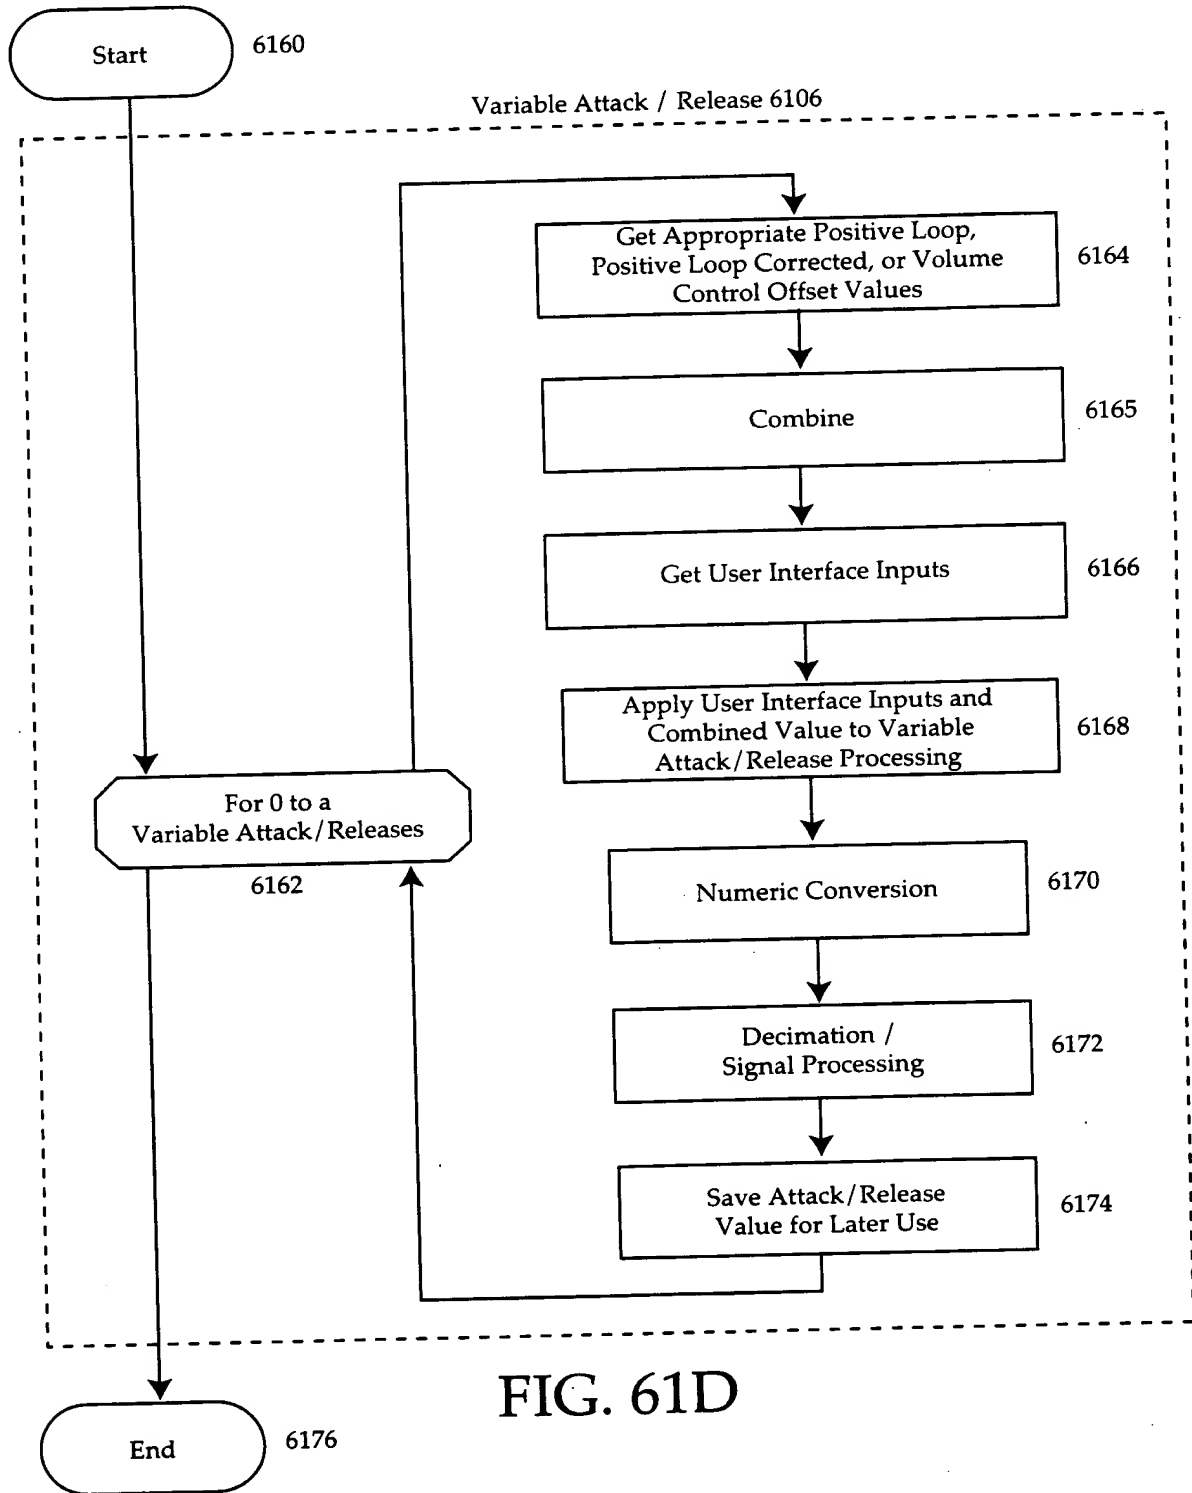 Start
6160
Variable Attack / Release 6106
Get Appropriate Positive Loop,
Positive Loop Corrected, or Volume
Control Offset Values
6164
Combine
6165
Get User Interface Inputs
6166
Apply User Interface Inputs and
Combined Value to Variable
Attack/Release Processing
6168
For 0 to a
Variable Attack/Releases
6162
Numeric Conversion
6170
Decimation /
Signal Processing
6172
Save Attack/Release
Value for Later Use
6174
FIG. 61D
End
6176